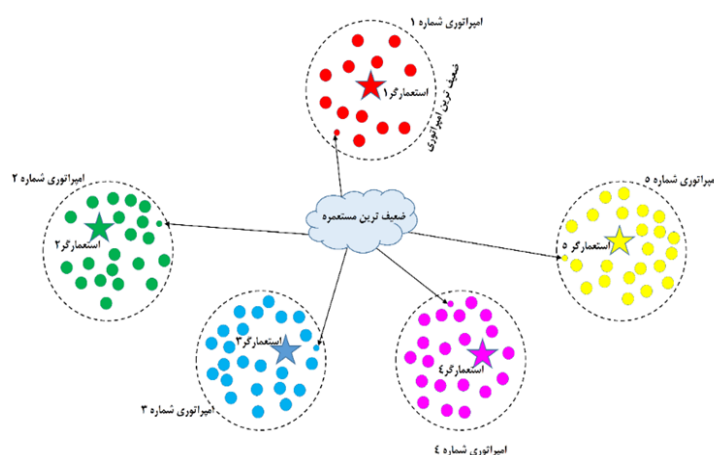 امپراتوری شماره ۱
ضعیف ترین امپراتوری
استعمارگر۱
امپراتوری شماره ۲
استعمارگر۲
ضعیف ترین مستعمره
امپراتوری شماره ۵
استعمارگر ۵
استعمارگر۳
امپراتوری شماره ۳
استعمارگر٤
امپراتوری شماره ٤